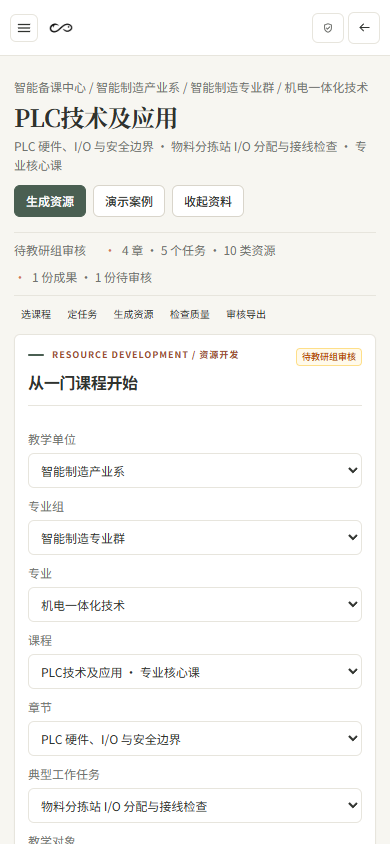 智能备课中心 / 智能制造产业系 / 智能制造专业群 / 机电一体化技术
PLC技术及应用
PLC 硬件、I/O 与安全边界 • 物料分拣站 I/O 分配与接线检查 • 专
业核心课
生成资源
演示案例
收起资料
待教研组审核 • 4 章 • 5 个任务 • 10 类资源
• 1 份成果 • 1 份待审核
选课程 定任务 生成资源 检查质量 审核导出
RESOURCE DEVELOPMENT / 资源开发
待教研组审核
从一门课程开始
教学单位
智能制造产业系
专业组
智能制造专业群
专业
机电一体化技术
课程
PLC技术及应用 • 专业核心课
章节
PLC 硬件、I/O 与安全边界
典型工作任务
物料分拣站 I/O 分配与接线检查
教学对象